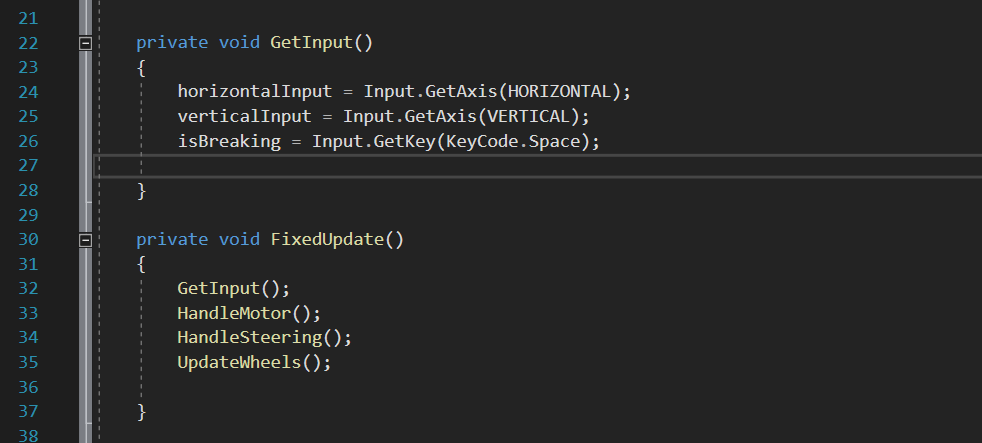 21
22 private void GetInput()
23 {
24 horizontalInput = Input.GetAxis(HORIZONTAL);
25 verticalInput = Input.GetAxis(VERTICAL);
26 isBreaking = Input.GetKey(KeyCode.Space);
27
28 }
29
30 private void FixedUpdate()
31 {
32 GetInput();
33 HandleMotor();
34 HandleSteering();
35 UpdateWheels();
36
37 }
38